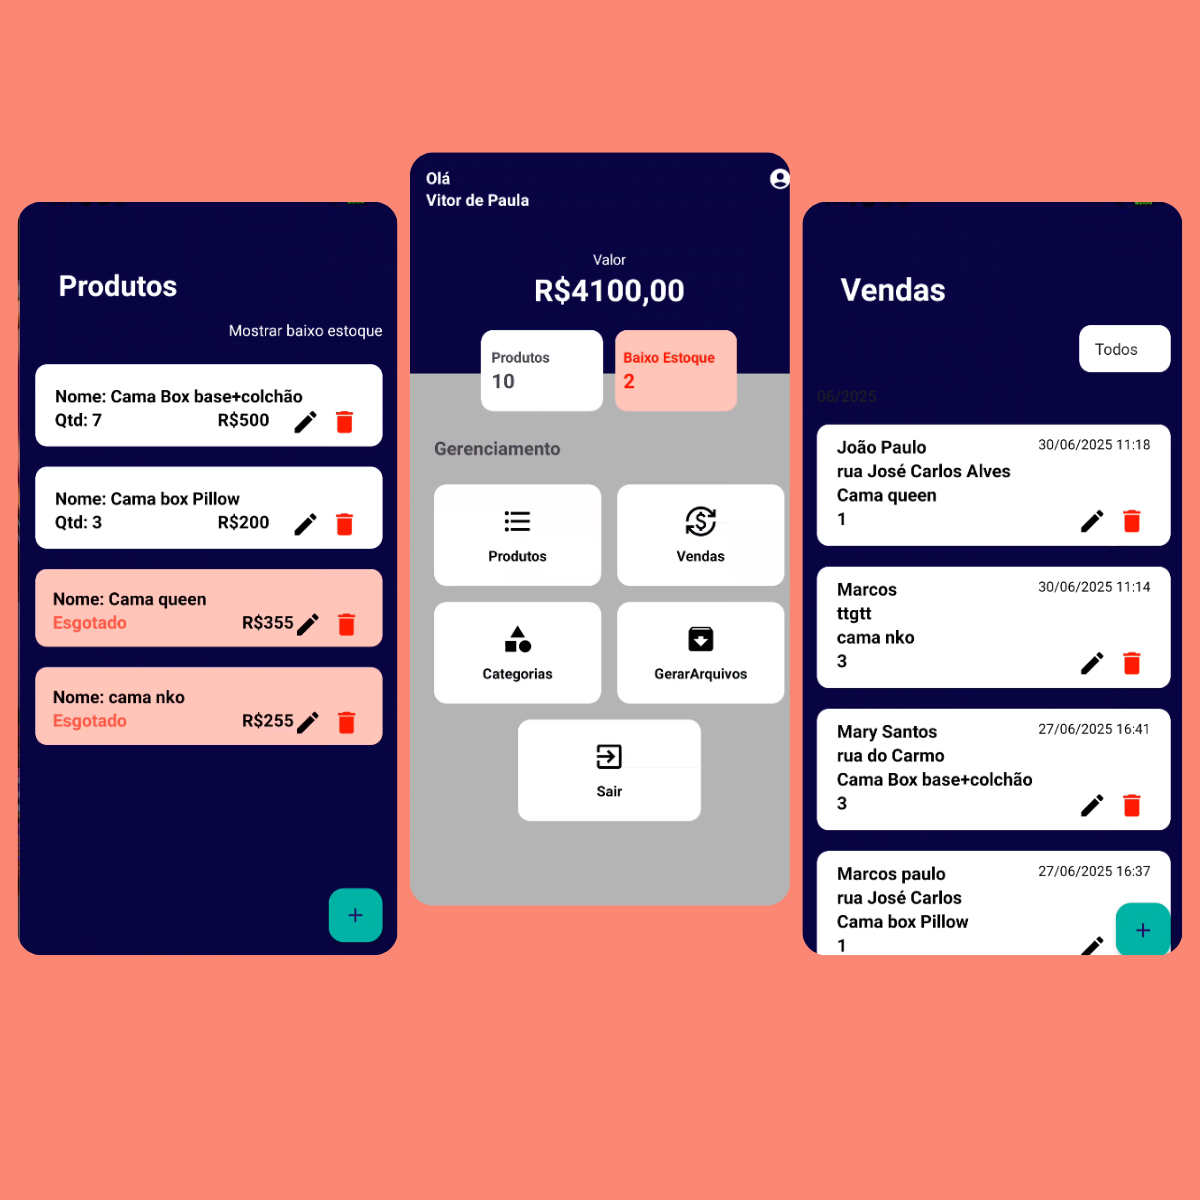 Produtos
Mostrar baixo estoque
Nome: Cama Box base+colchão
Qtd: 7 R$500
Nome: Cama box Pillow
Qtd: 3 R$200
Nome: Cama queen
Esgotado R$355
Nome: cama nko
Esgotado R$255
+
Olá
Vitor de Paula
Valor
R$4100,00
Produtos
10
Baixo Estoque
2
Gerenciamento
Produtos
Vendas
Categorias
GerarArquivos
Sair
Vendas
Todos
06/2025
João Paulo 30/06/2025 11:18
rua José Carlos Alves
Cama queen
1
Marcos 30/06/2025 11:14
ttgtt
cama nko
3
Mary Santos 27/06/2025 16:41
rua do Carmo
Cama Box base+colchão
3
Marcos paulo 27/06/2025 16:37
rua José Carlos
Cama box Pillow
1
+